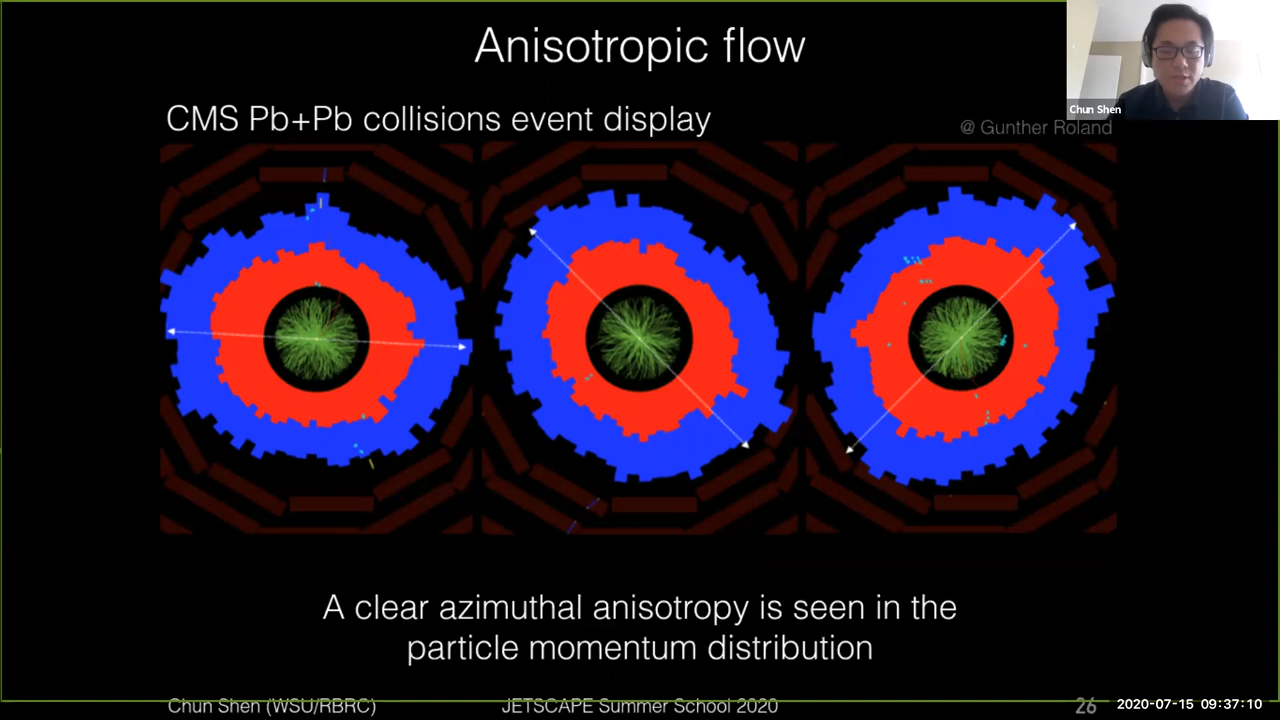 Anisotropic flow
CMS Pb+Pb collisions event display
@ Gunther Roland
Chun Shen
A clear azimuthal anisotropy is seen in the
particle momentum distribution
Chun Shen (WSU/RBRC)
JETSCAPE Summer School 2020
26
2020-07-15 09:37:10